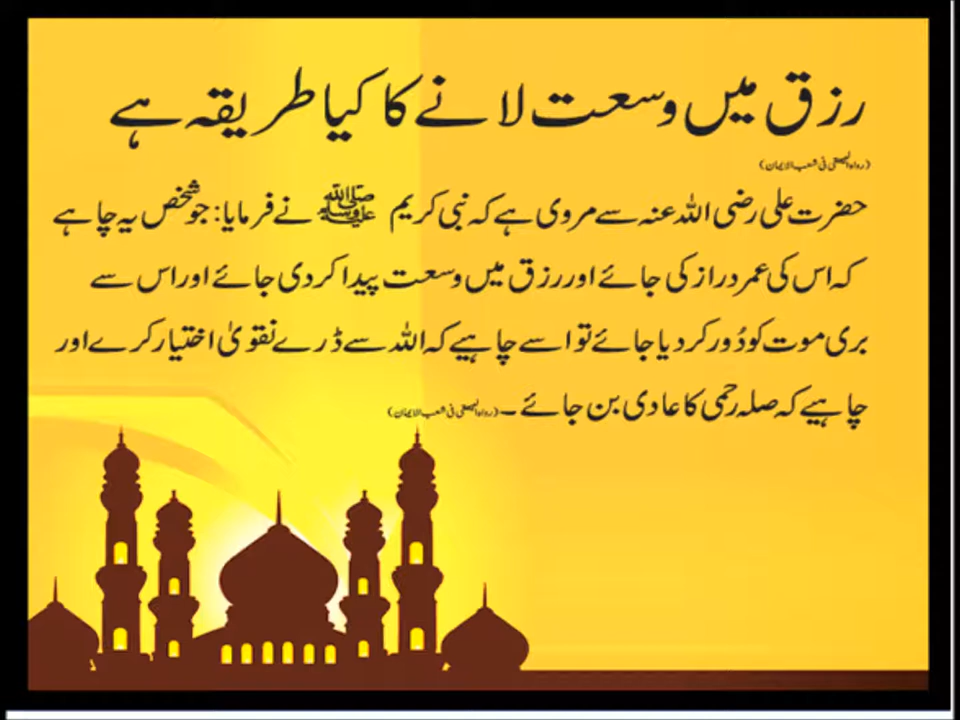 رزق میں وسعت لانے کا کیا طریقہ ہے
(رواہ البیھقی فی شعب الایمان)
حضرت علی رضی اللہ عنہ سے مروی ہے کہ نبی کریم ﷺ نے فرمایا: جو شخص یہ چاہے
کہ اس کی عمر دراز کی جائے اور رزق میں وسعت پیدا کر دی جائے اور اس سے
بری موت کو دُور کر دیا جائے تو اسے چاہیے کہ اللہ سے ڈرے نقویٰ اختیار کرے اور
چاہیے کہ صلہ رحمی کا عادی بن جائے ۔ (رواہ البیھقی فی شعب الایمان)